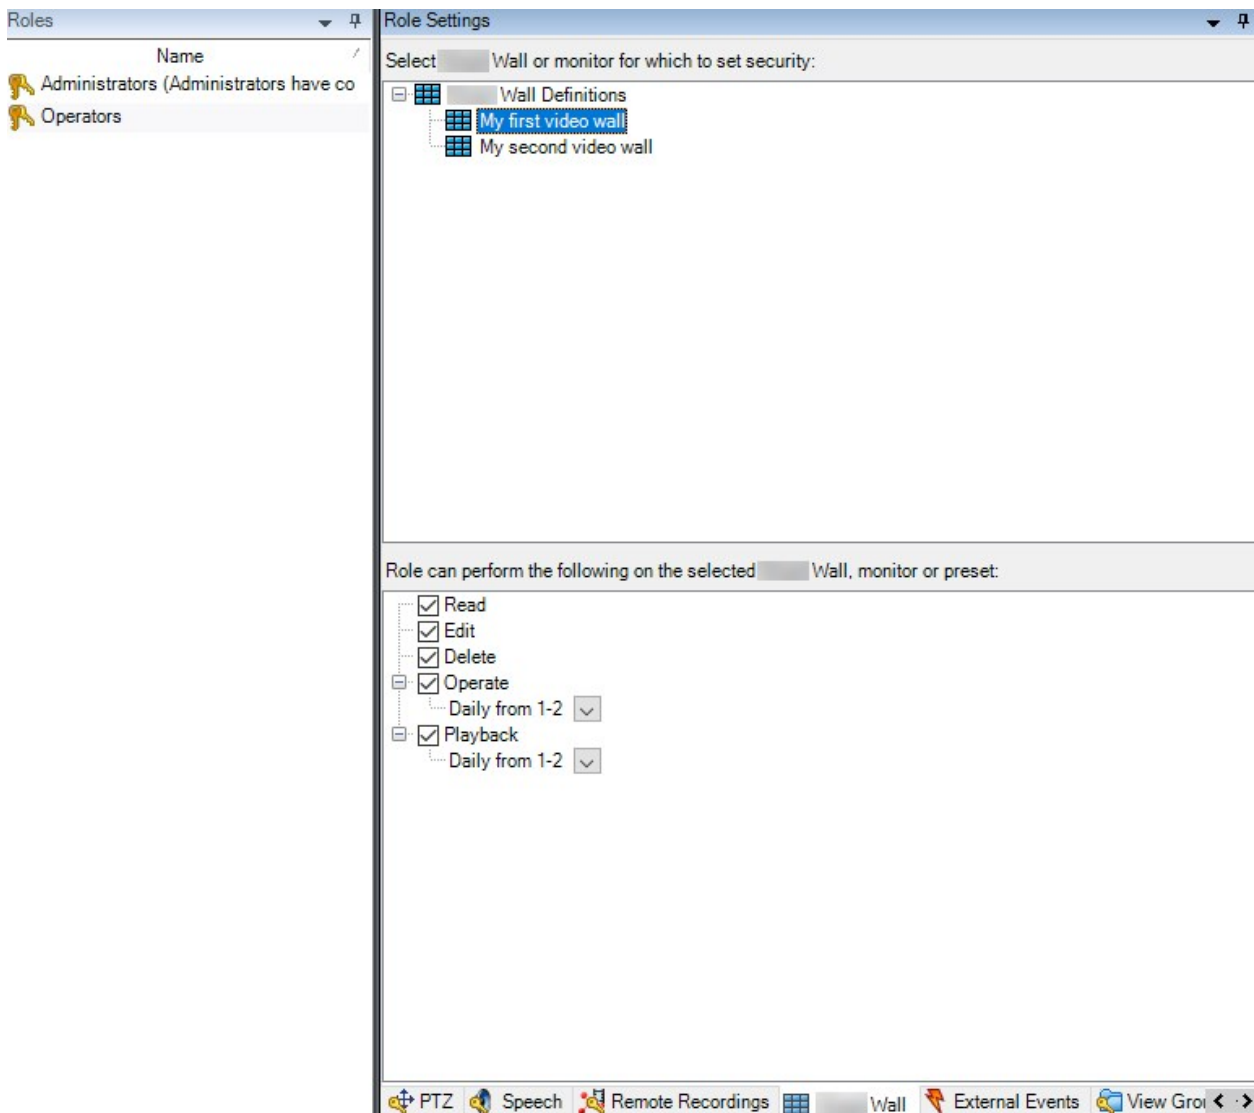 Roles
Name
Administrators (Administrators have co
Operators
Role Settings
Select Wall or monitor for which to set security:
Wall Definitions
My first video wall
My second video wall
Role can perform the following on the selected Wall, monitor or preset:
Read
Edit
Delete
Operate
Daily from 1-2
Playback
Daily from 1-2
PTZ Speech Remote Recordings Wall External Events View Grou